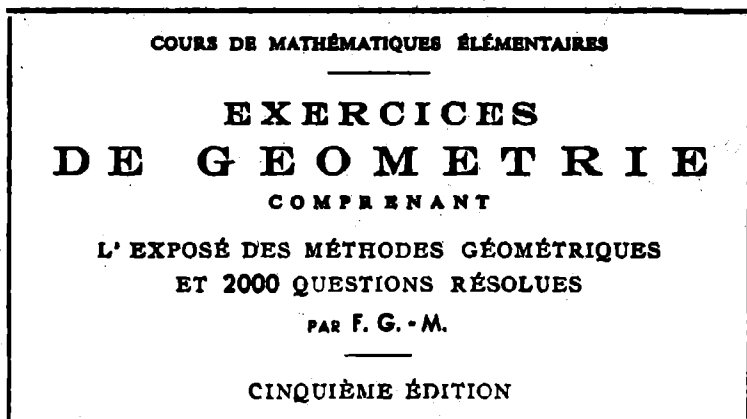 COURS DE MATHÉMATIQUES ÉLÉMENTAIRES
EXERCICES
DE GEOMETRIE
COMPRENANT
L' EXPOSÉ DES MÉTHODES GÉOMÉTRIQUES
ET 2000 QUESTIONS RÉSOLUES
PAR F. G. - M.
CINQUIÈME ÉDITION